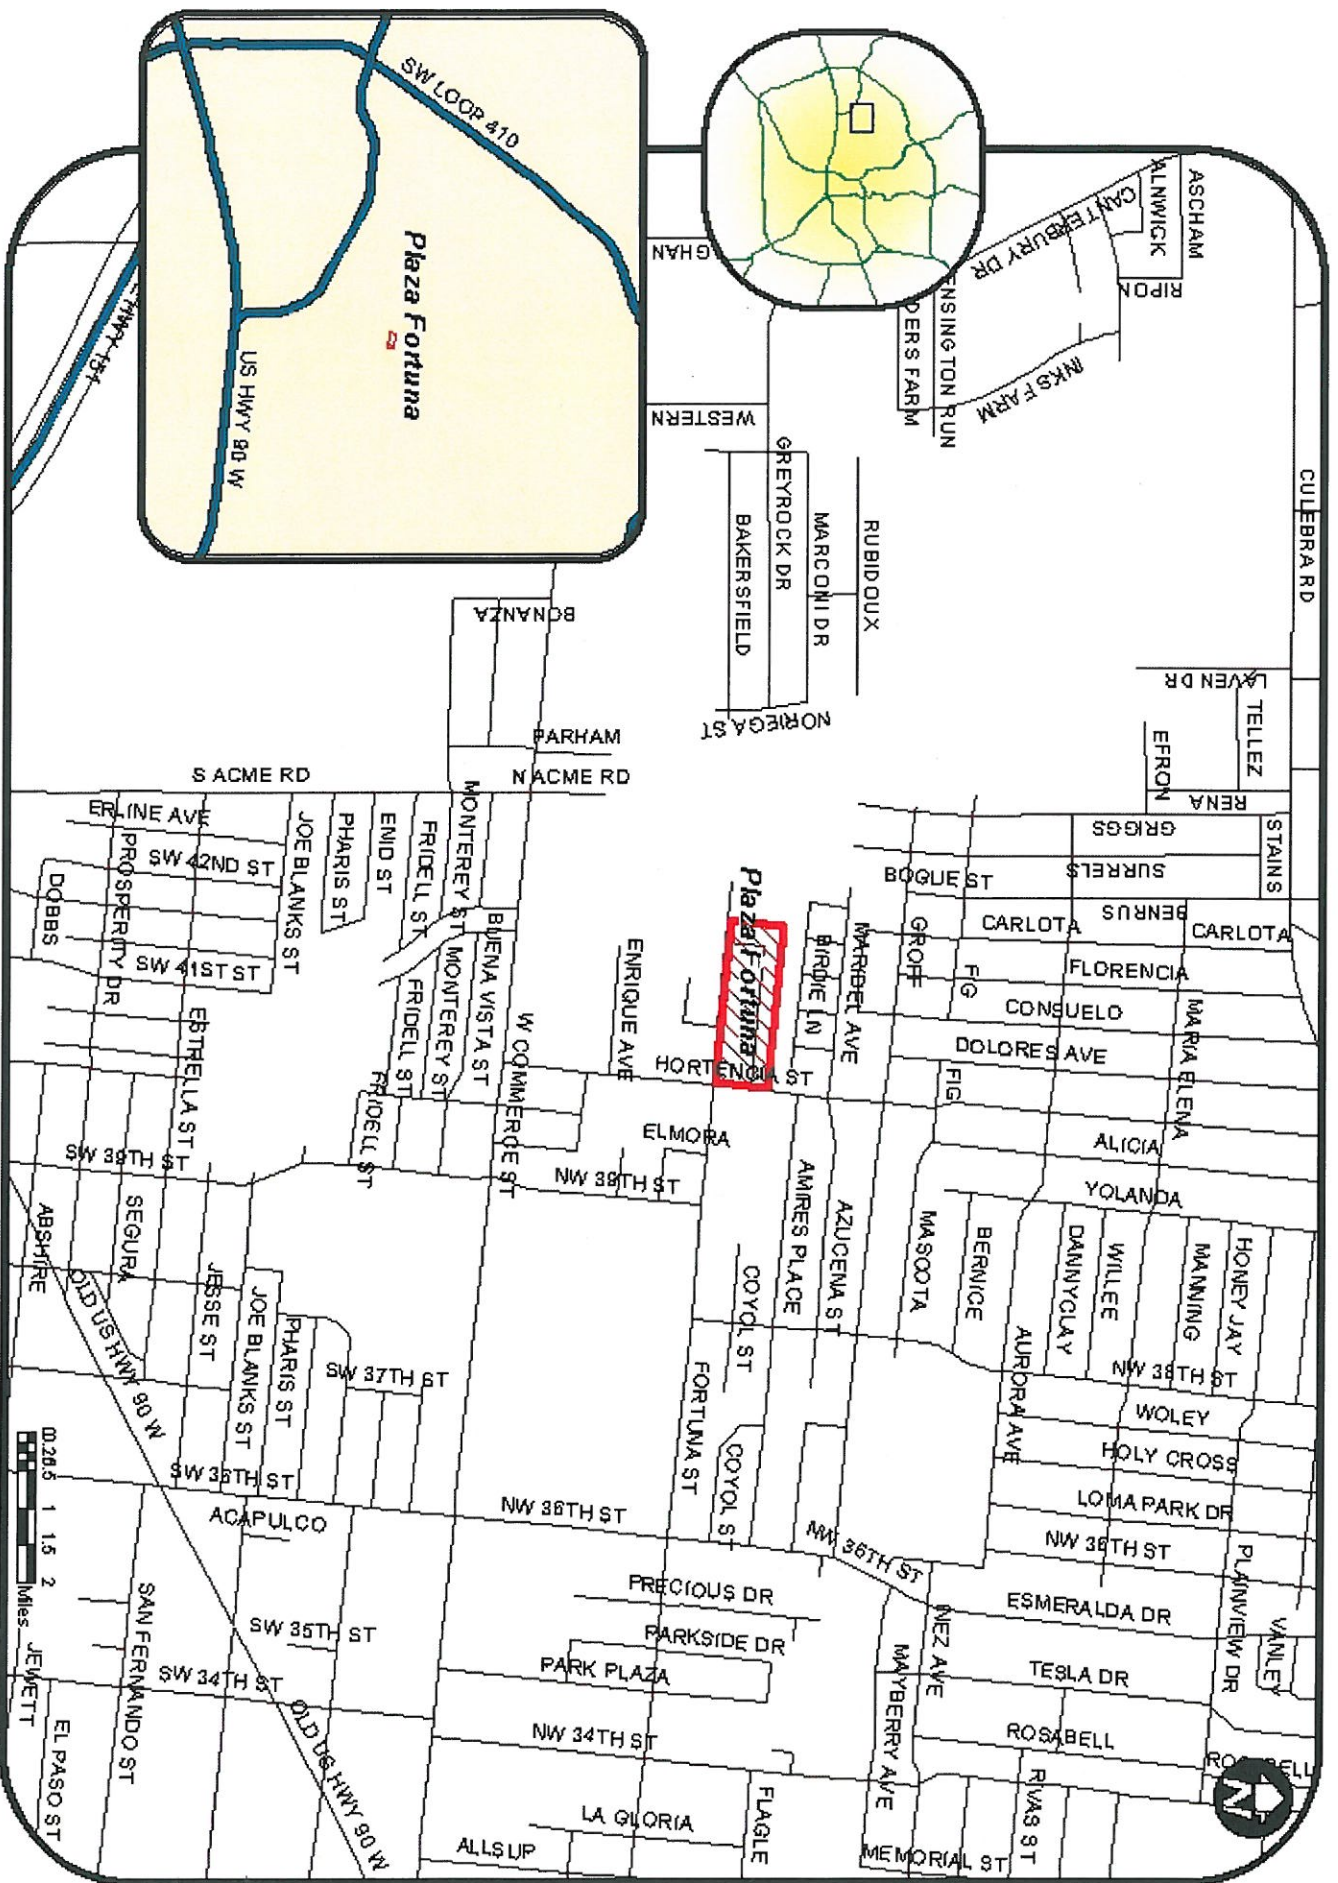 SW LOOP 410
Plaza Fortuna
US HWY 90 W
ASCHAM
ALNWICK
CANTERBURY DR
RIPON
INKS FARM
ENSINGTON RUN
DERS FARM
GHAN
WESTERN
GREYROCK DR
BAKERSFIELD
MARCONI DR
RUBIDOUX
NORIEGA ST
CULEBRA RD
LAVEN DR
TELLEZ
EFRON
RENA
STAINS
GRIGGS
SURRELS
BENRUS
BOGUE ST
CARLOTA
CARLOTA
FLORENCIA
CONSUELO
DOLORES AVE
MARIA ELENA
GROFF
FIG
FIG
MARIDEL AVE
BIRDIE LN
Plaza Fortuna
HORTENCIA ST
ENRIQUE AVE
ELMORA
ALICIA
YOLANDA
AMIRES PLACE
AZUCENA ST
MASCOTA
BERNICE
DANNYCLAY
WILLEE
MANNING
HONEY JAY
NW 38TH ST
AURORA AVE
WOLEY
HOLY CROSS
LOMA PARK DR
NW 36TH ST
PLAINVIEW DR
ESMERALDA DR
VANLEY
TESLA DR
ROSABELL
ROSABELL
RIVAS ST
INEZ AVE
MAYBERRY AVE
MEMORIAL ST
N
BONANZA
PARHAM
S ACME RD
N ACME RD
ERLINE AVE
SW 42ND ST
PROSPERITY DR
DOBBS
SW 41ST ST
JOE BLANKS ST
PHARIS ST
ENID ST
FRIDELL ST
MONTEREY ST
BUENA VISTA ST
MONTEREY ST
FRIDELL ST
FRIDELL ST
W COMMERCE ST
ESTRELLA ST
SW 39TH ST
NW 39TH ST
ABSHIRE
SEGURA
JESSE ST
JOE BLANKS ST
PHARIS ST
SW 37TH ST
OLD US HWY 90 W
SW 36TH ST
ACAPULCO
NW 36TH ST
COYOL ST
COYOL ST
FORTUNA ST
NW 36TH ST
PRECIOUS DR
PARKSIDE DR
PARK PLAZA
NW 34TH ST
FLAGLE
LA GLORIA
ALLSUP
SW 35TH ST
SW 34TH ST
SAN FERNANDO ST
OLD US HWY 90 W
JEWETT
EL PASO ST
HWY 151
1 1.5 2
Miles